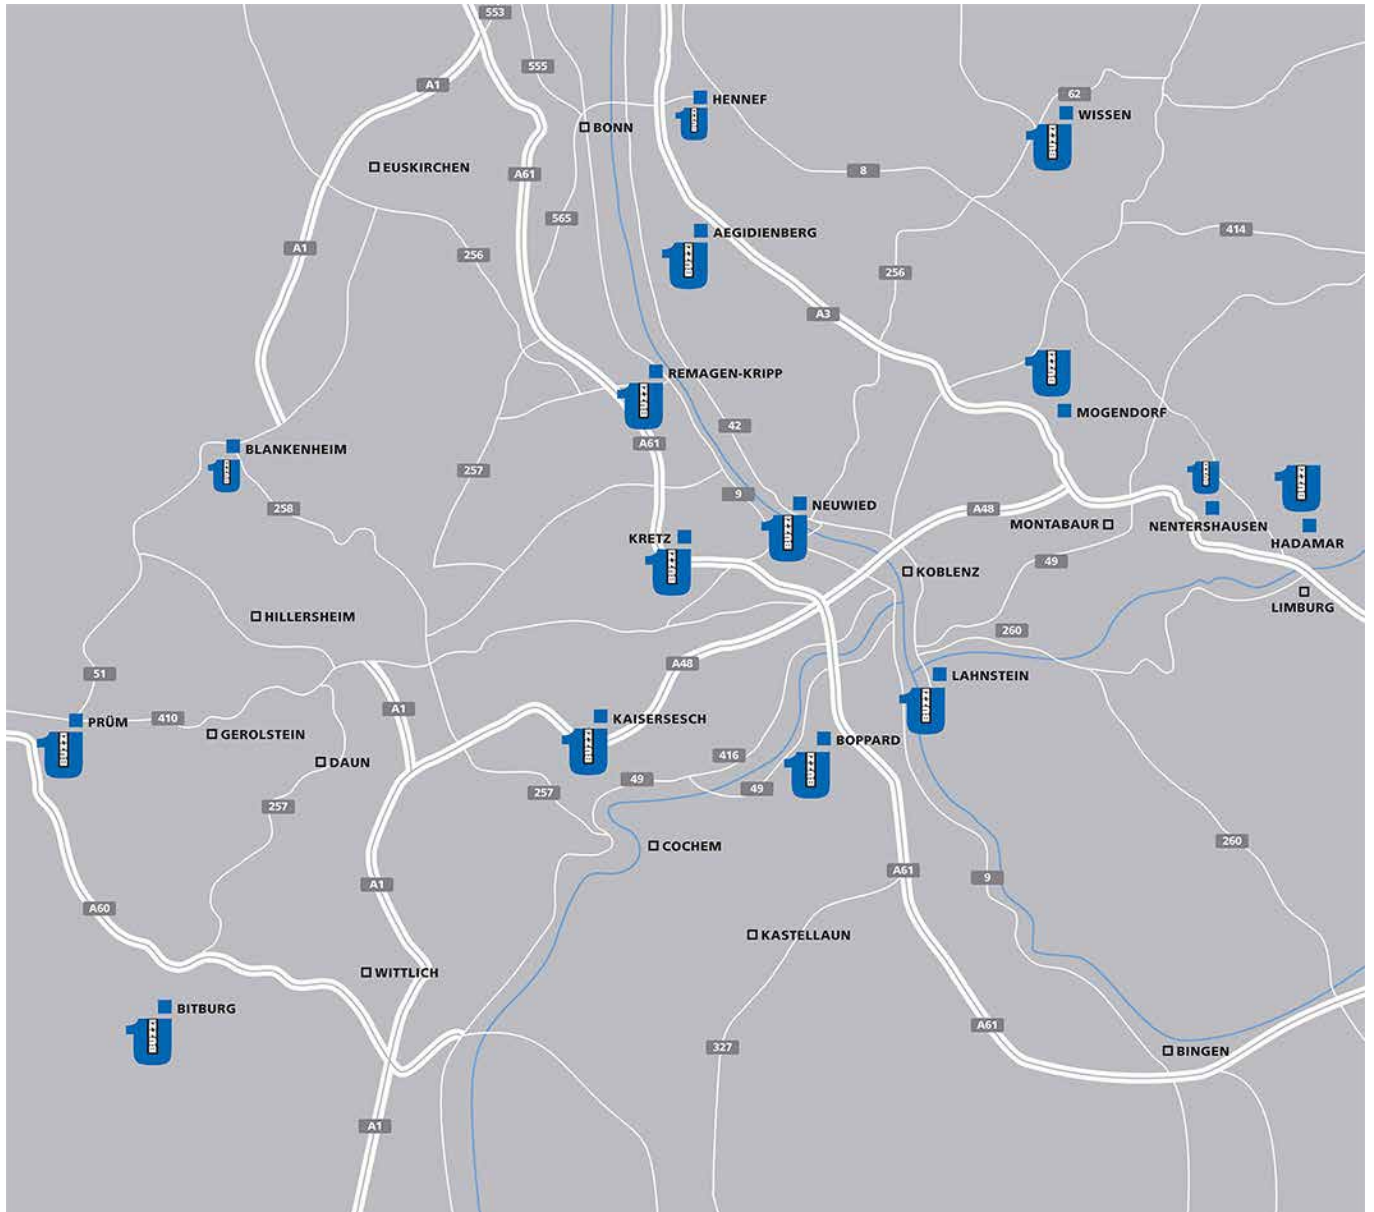 553
555
A1
62
HENNEF
WISSEN
BONN
EUSKIRCHEN
A61
8
565
AEGIDIENBERG
414
A1
256
256
A3
REMAGEN-KRIPP
MOGENDORF
42
A61
BLANKENHEIM
257
9
NEUWIED
258
A48
MONTABAUR
NENTERSHAUSEN
KRETZ
HADAMAR
49
KOBLENZ
LIMBURG
HILLERSHEIM
260
A48
51
LAHNSTEIN
A1
410
PRÜM
KAISERSESCH
GEROLSTEIN
BOPPARD
416
DAUN
49
49
257
257
260
COCHEM
A61
9
A1
A60
KASTELLAUN
WITTLICH
BITBURG
A61
327
BINGEN
A1